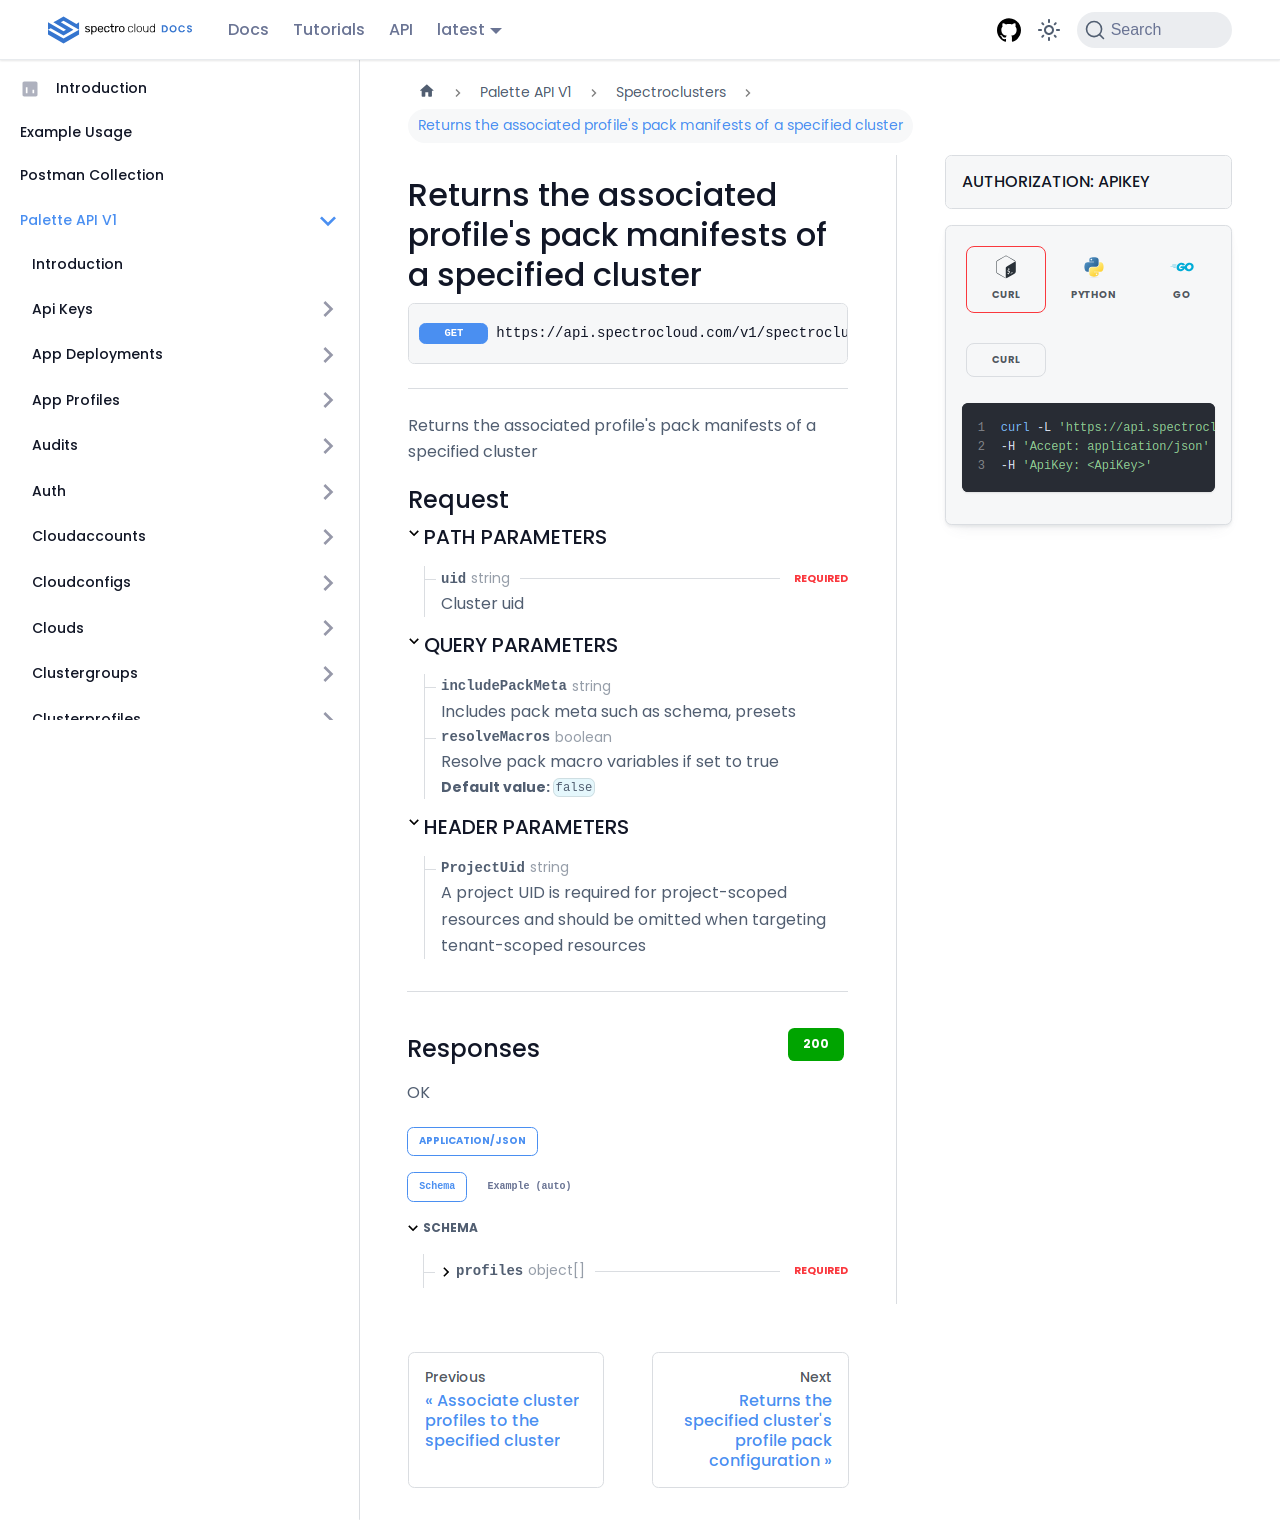 spectro cloud DOCS
Docs
Tutorials
API
latest
Search
Introduction
Example Usage
Postman Collection
Palette API V1
Introduction
Api Keys
App Deployments
App Profiles
Audits
Auth
Cloudaccounts
Cloudconfigs
Clouds
Clustergroups
Clusterprofiles
Palette API V1
Spectroclusters
Returns the associated profile's pack manifests of a specified cluster
Returns the associated
profile's pack manifests of
a specified cluster
GET https://api.spectrocloud.com/v1/spectroclu
Returns the associated profile's pack manifests of a
specified cluster
Request
PATH PARAMETERS
uid string REQUIRED
Cluster uid
QUERY PARAMETERS
includePackMeta string
Includes pack meta such as schema, presets
resolveMacros boolean
Resolve pack macro variables if set to true
Default value: false
HEADER PARAMETERS
ProjectUid string
A project UID is required for project-scoped
resources and should be omitted when targeting
tenant-scoped resources
Responses
200
OK
APPLICATION/JSON
Schema
Example (auto)
SCHEMA
profiles object[] REQUIRED
Previous
« Associate cluster
profiles to the
specified cluster
Next
Returns the
specified cluster's
profile pack
configuration »
AUTHORIZATION: APIKEY
CURL
PYTHON
GO
CURL
1 curl -L 'https://api.spectrocl
2 -H 'Accept: application/json'
3 -H 'ApiKey: <ApiKey>'